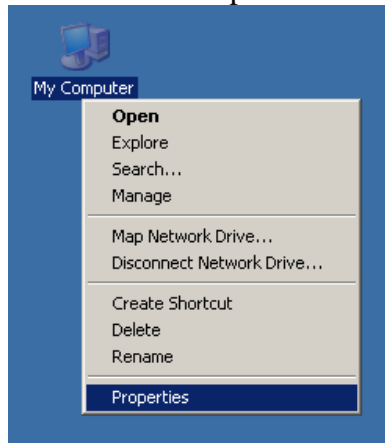 My Computer
Open
Explore
Search...
Manage
Map Network Drive...
Disconnect Network Drive...
Create Shortcut
Delete
Rename
Properties